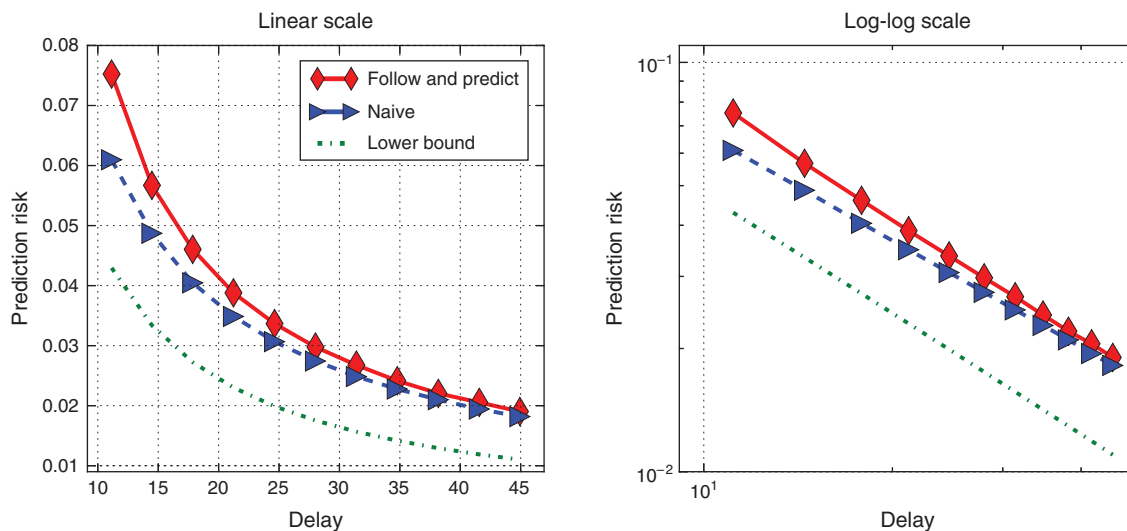 Linear scale
0.08
0.07
0.06
0.05
0.04
0.03
0.02
0.01
Prediction risk
Follow and predict
Naive
Lower bound
10 15 20 25 30 35 40 45
Delay
Log-log scale
10⁻¹
10⁻²
Prediction risk
10¹
Delay